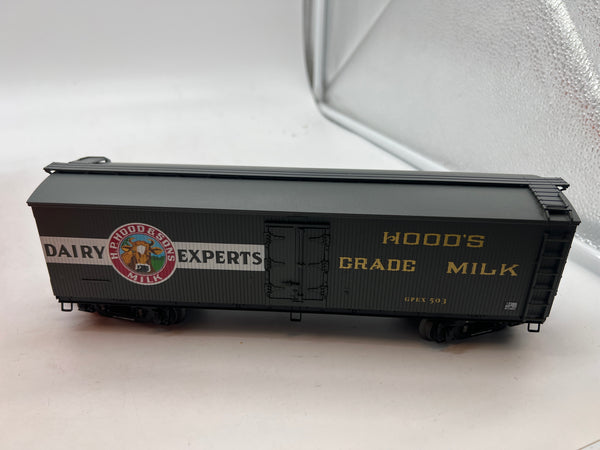 DAIRY EXPERTS
H.P. HOOD & SONS
MILK
HOOD'S
GRADE MILK
GPEX 503